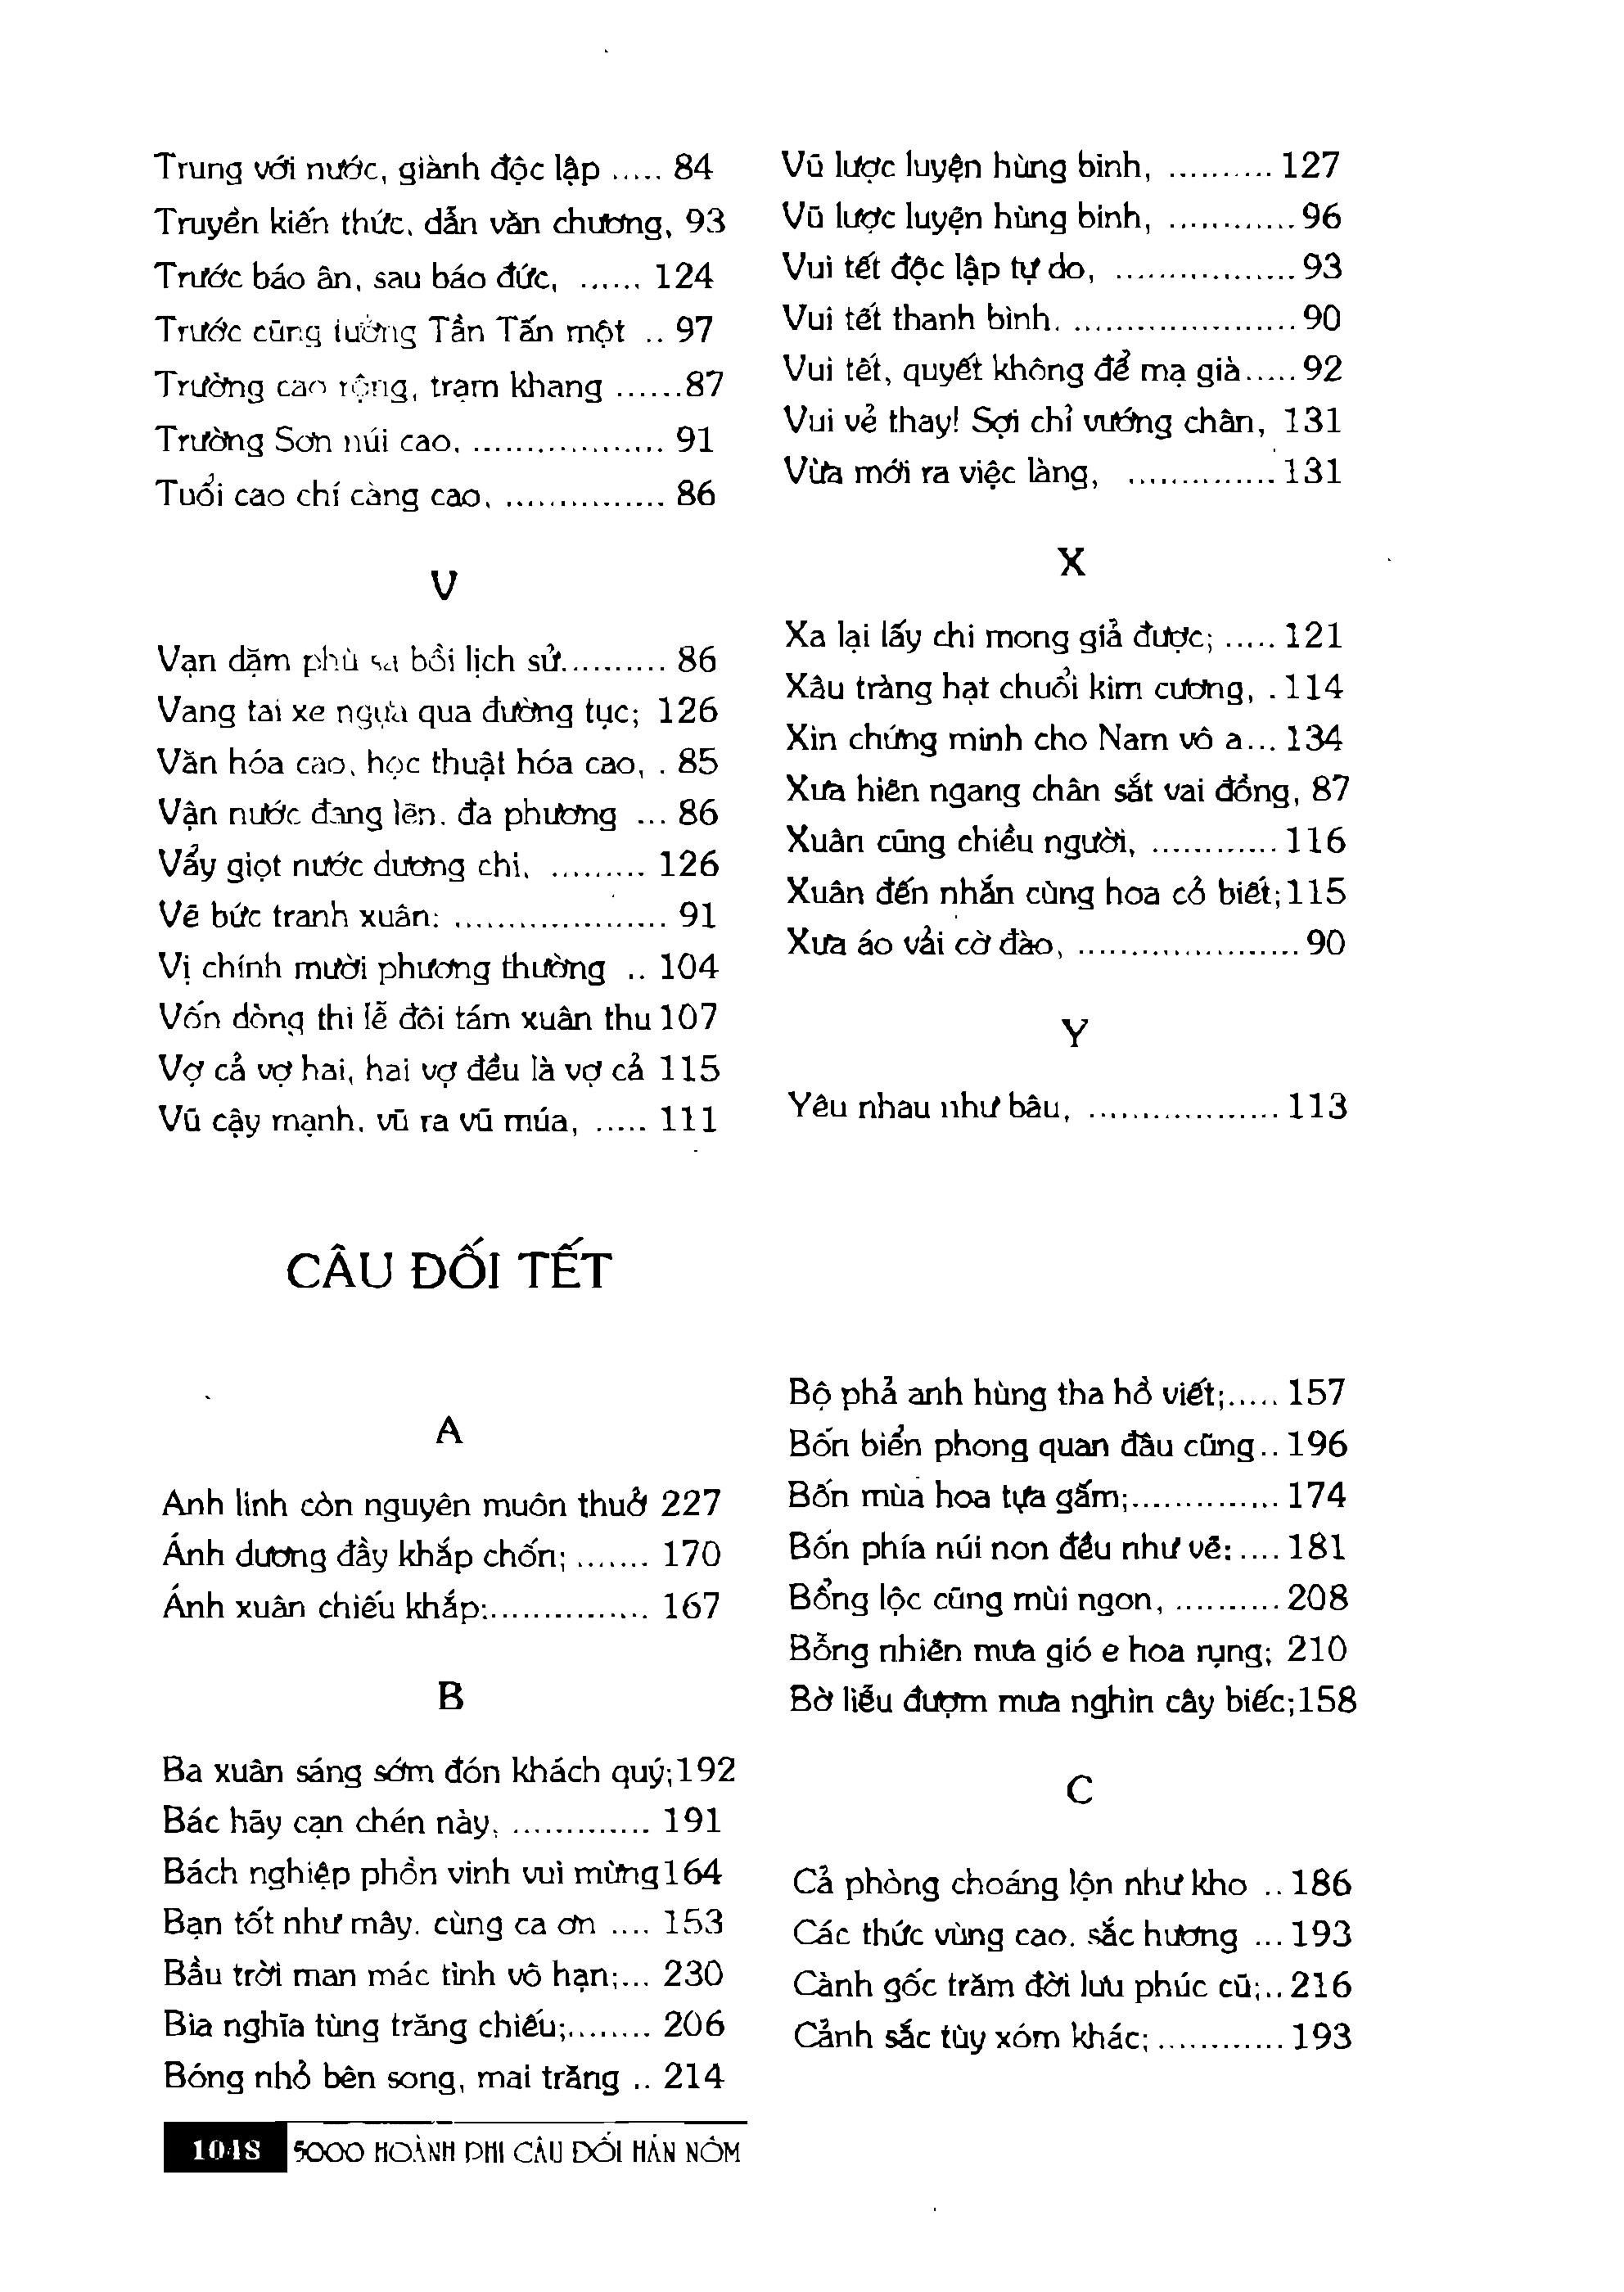 Trung với nước, giành độc lập ..... 84
Truyền kiến thức, dẫn văn chương, 93
Trước báo ân, sau báo đức, ...... 124
Trước cũng tưởng Tần Tấn một .. 97
Trường cao rộng, trạm khang ......87
Trường Sơn núi cao, .................. 91
Tuổi cao chí càng cao, ............... 86
V
Vạn dặm phù sa bồi lịch sử.......... 86
Vang tai xe ngựa qua đường tục; 126
Văn hóa cao, học thuật hóa cao, . 85
Vận nước đang lên, đa phương ... 86
Vẩy giọt nước dương chi, ......... 126
Vẽ bức tranh xuân: .................... 91
Vị chính mười phương thường .. 104
Vốn dòng thi lễ đôi tám xuân thu 107
Vợ cả vợ hai, hai vợ đều là vợ cả 115
Vũ cậy mạnh, vũ ra vũ múa, ..... 111
Vũ lược luyện hùng binh, .......... 127
Vũ lược luyện hùng binh, ............ 96
Vui tết độc lập tự do, ................. 93
Vui tết thanh bình, ..................... 90
Vui tết, quyết không để mạ già..... 92
Vui vẻ thay! Sợi chỉ vướng chân, 131
Vừa mới ra việc làng, .............. 131
X
Xa lại lấy chi mong giả được; ..... 121
Xâu tràng hạt chuổi kim cương, . 114
Xin chứng minh cho Nam vô a... 134
Xưa hiên ngang chân sắt vai đồng, 87
Xuân cũng chiều người, ............ 116
Xuân đến nhắn cùng hoa cỏ biết; 115
Xưa áo vải cờ đào, ..................... 90
Y
Yêu nhau như bâu, .................. 113
CÂU ĐỐI TẾT
A
Anh linh còn nguyên muôn thuở 227
Ánh dương đầy khắp chốn; ....... 170
Ánh xuân chiếu khắp:............... 167
B
Ba xuân sáng sớm đón khách quý;192
Bác hãy cạn chén này, ............. 191
Bách nghiệp phồn vinh vui mừng164
Bạn tốt như mây, cùng ca ơn .... 153
Bầu trời man mác tình vô hạn;... 230
Bia nghĩa tùng trăng chiếu;........ 206
Bóng nhỏ bên song, mai trăng .. 214
Bộ phả anh hùng tha hồ viết;..... 157
Bốn biển phong quan đâu cũng.. 196
Bốn mùa hoa tựa gấm;.............. 174
Bốn phía núi non đều như vẽ: .... 181
Bổng lộc cũng mùi ngon, .......... 208
Bỗng nhiên mưa gió e hoa rụng; 210
Bờ liễu đượm mưa nghìn cây biếc;158
C
Cả phòng choáng lộn như kho .. 186
Các thức vùng cao, sắc hương ... 193
Cành gốc trăm đời lưu phúc cũ;.. 216
Cảnh sắc tùy xóm khác; ............ 193
1048 5000 HOÀNH PHI CÂU ĐỐI HÁN NÔM